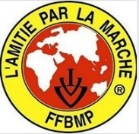 L'AMITIE PAR LA MARCHE
FFBMP
®